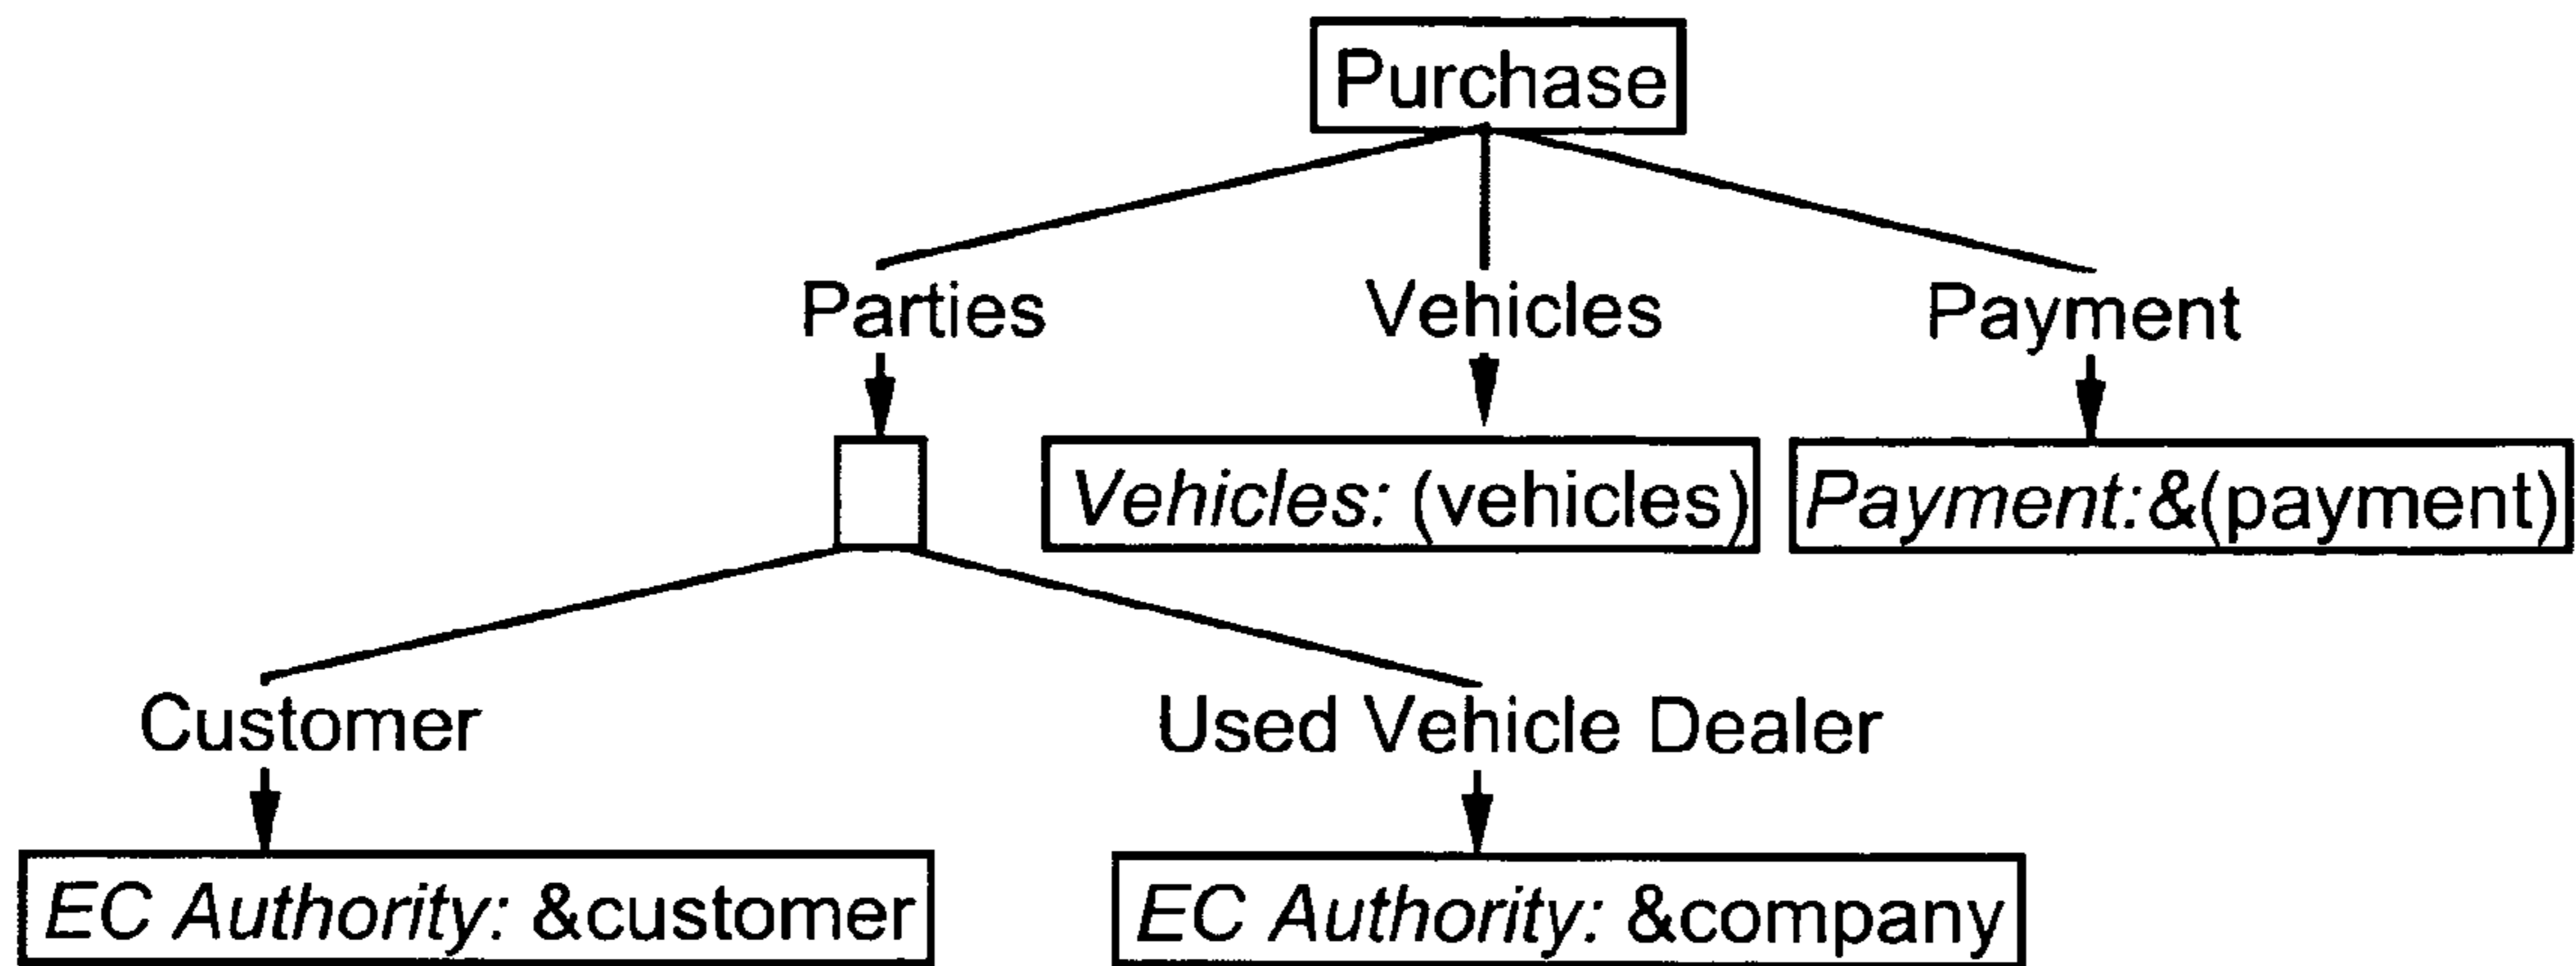 Purchase
Parties
Vehicles
Payment
Vehicles: (vehicles)
Payment:&(payment)
Customer
Used Vehicle Dealer
EC Authority: &customer
EC Authority: &company